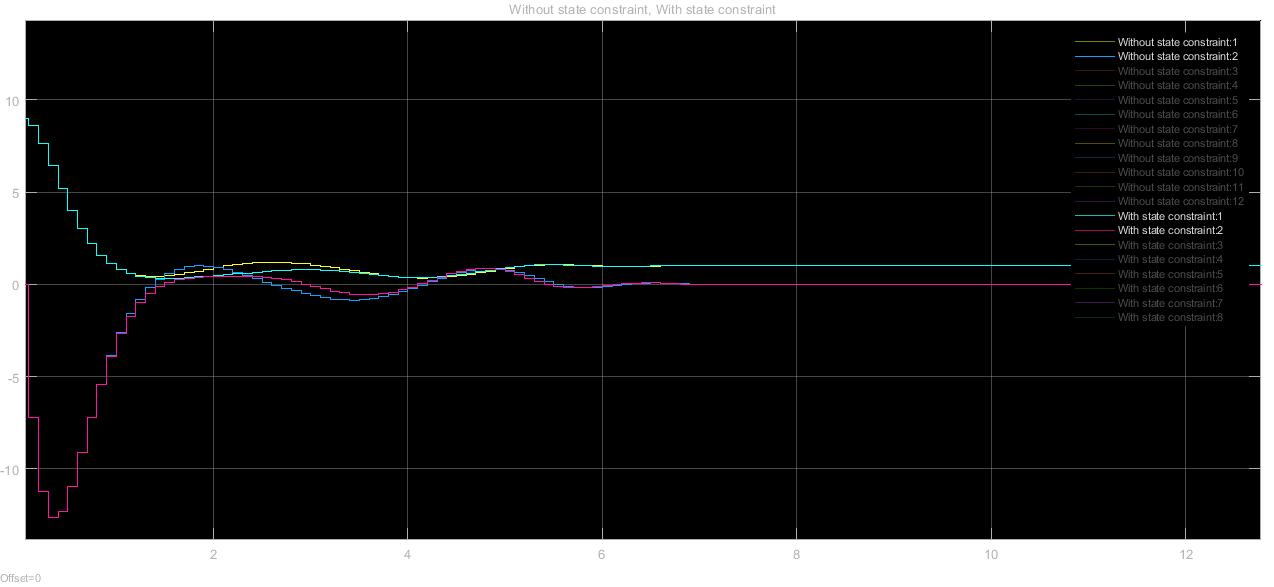 Without state constraint, With state constraint
Without state constraint:1
Without state constraint:2
Without state constraint:3
Without state constraint:4
Without state constraint:5
Without state constraint:6
Without state constraint:7
Without state constraint:8
Without state constraint:9
Without state constraint:10
Without state constraint:11
Without state constraint:12
With state constraint:1
With state constraint:2
With state constraint:3
With state constraint:4
With state constraint:5
With state constraint:6
With state constraint:7
With state constraint:8
10
5
0
-5
-10
2 4 6 8 10 12
Offset=0